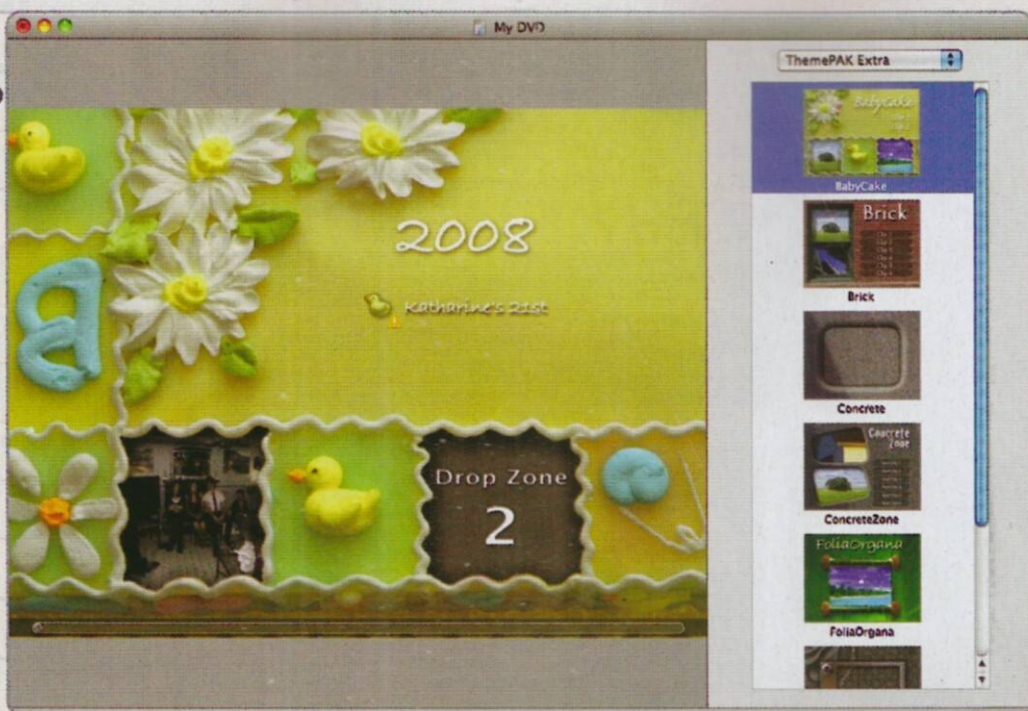 My DVD
ThemePAK Extra
2008
Katharine's 21st
a
Drop Zone
2
BabyCake
BabyCake
Brick
Brick
Concrete
Concrete
Zone
ConcreteZone
FoliaOrgana
FoliaOrgana